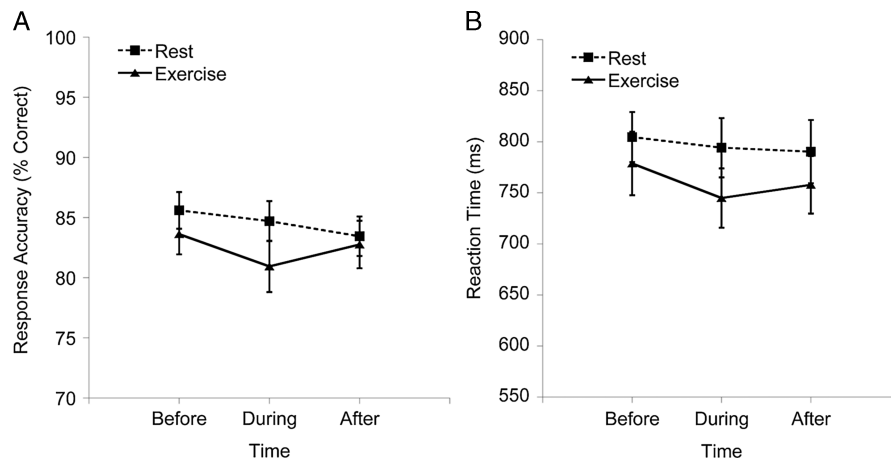 A
Response Accuracy (% Correct)
100
95
90
85
80
75
70
Rest
Exercise
Before During After
Time
B
Reaction Time (ms)
900
850
800
750
700
650
600
550
Rest
Exercise
Before During After
Time